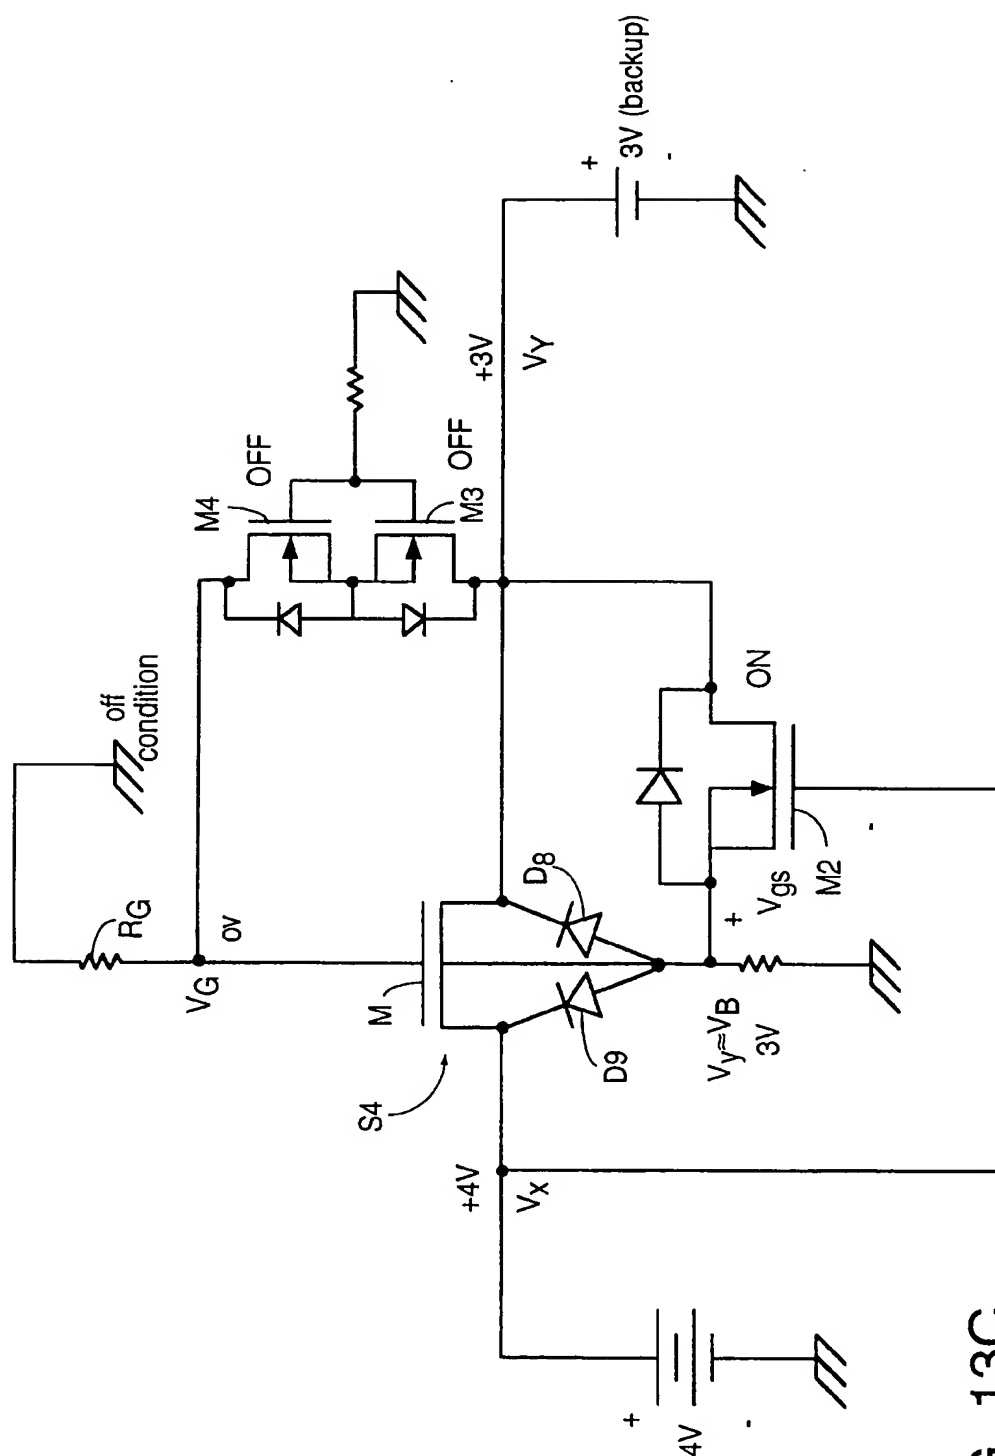 3V (backup)
+
-
+3V
VY
OFF
OFF
M4
M3
off
condition
ON
RG
0V
VG
M
D8
D9
+
Vgs
M2
Vy≈VB
3V
S4
+4V
VX
+
4V
-
13C